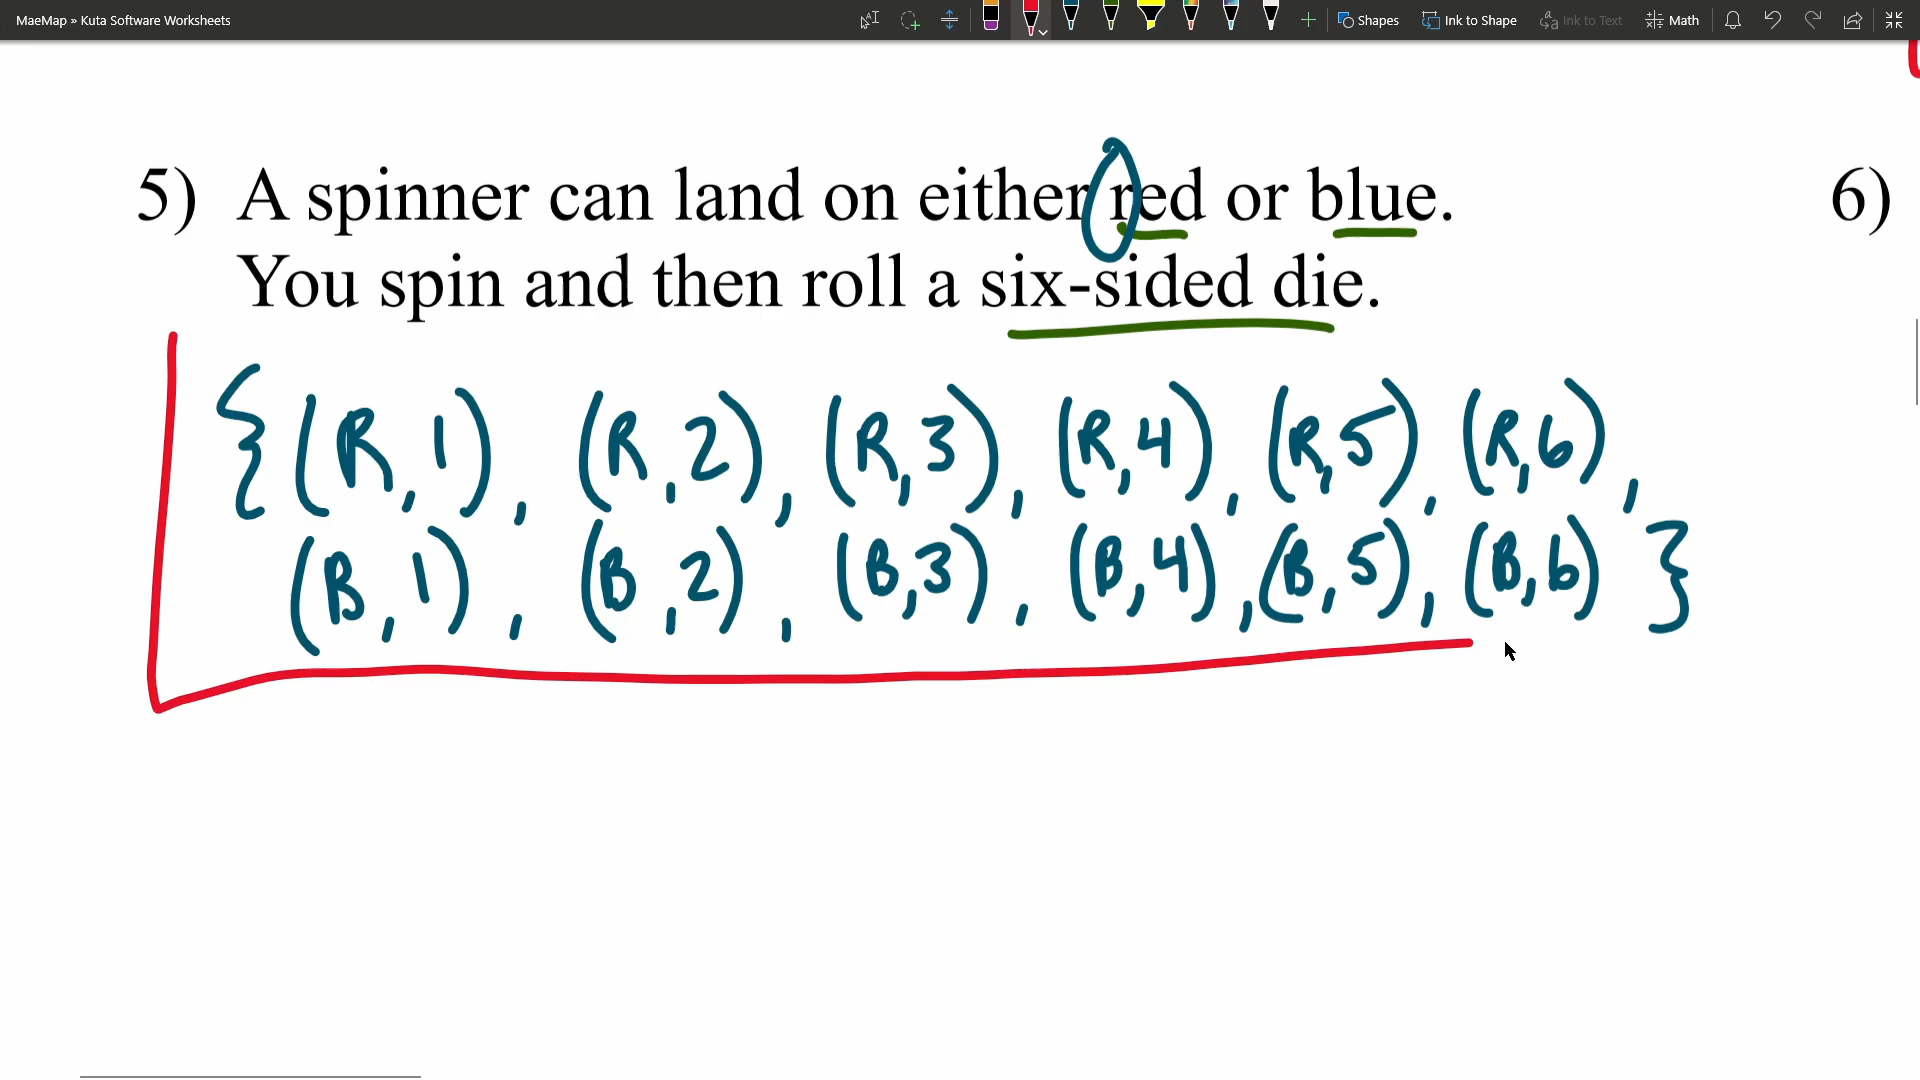 MaeMap » Kuta Software Worksheets
Shapes Ink to Shape Ink to Text Math
5) A spinner can land on either red or blue.
You spin and then roll a six-sided die.
{(R,1), (R,2), (R,3), (R,4), (R,5), (R,6),
(B,1), (B,2), (B,3), (B,4), (B,5), (B,6)}
6)